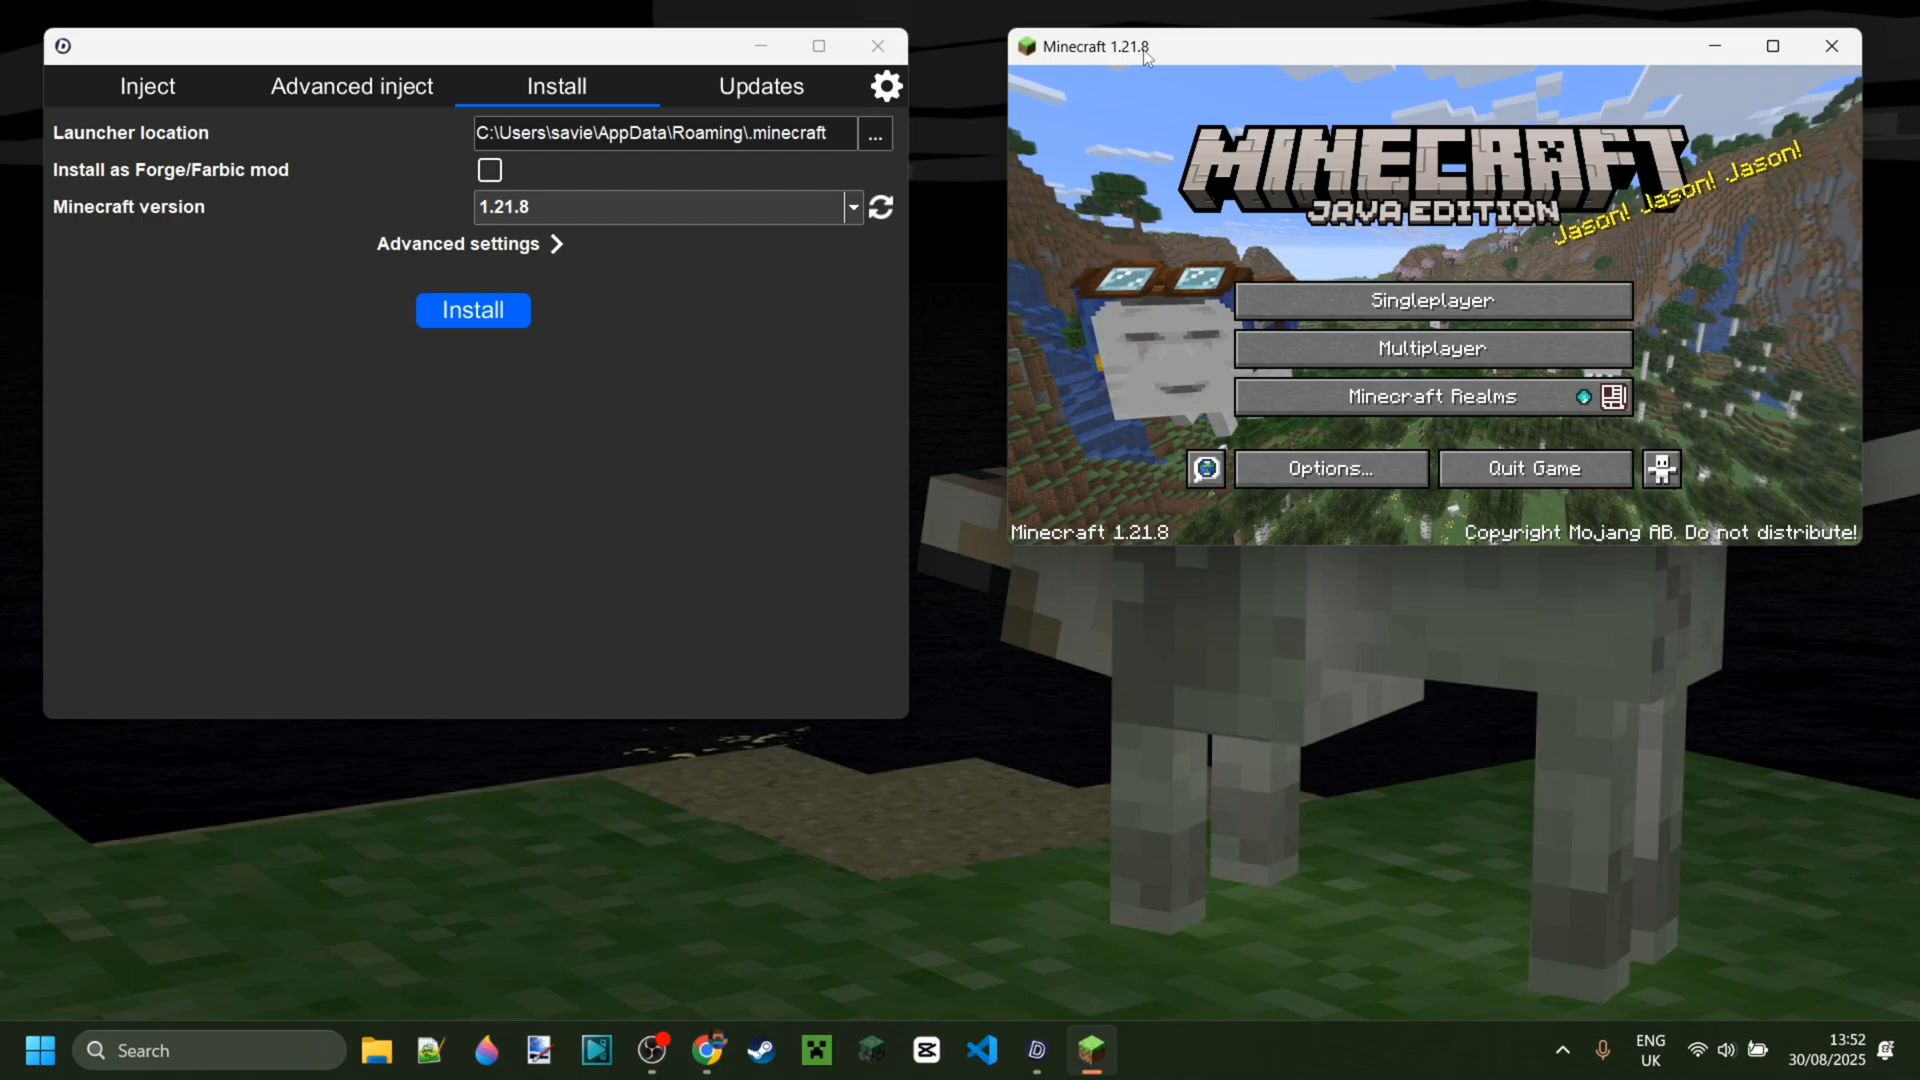 Inject
Advanced inject
Install
Updates
Launcher location
C:\Users\savie\AppData\Roaming\.minecraft
...
Install as Forge/Farbic mod
Minecraft version
1.21.8
Advanced settings
Install
Minecraft 1.21.8
MINECRAFT
JAVA EDITION
Jason! Jason! Jason!
Singleplayer
Multiplayer
Minecraft Realms
Options...
Quit Game
Minecraft 1.21.8
Copyright Mojang AB. Do not distribute!
Search
ENG
UK
13:52
30/08/2025